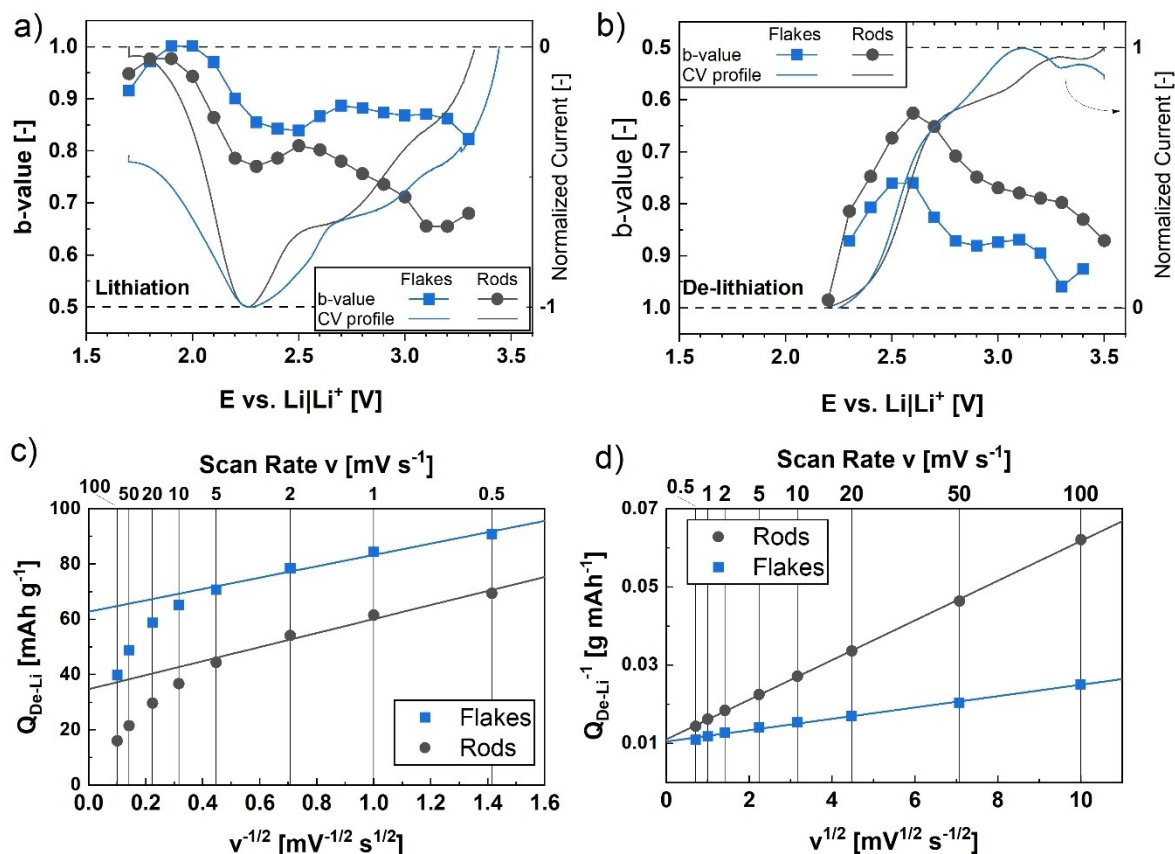 a)
Flakes Rods
b-value
CV profile
Lithiation
1.0
0.9
0.8
0.7
0.6
0.5
b-value [-]
0
-1
Normalized Current [-]
1.5 2.0 2.5 3.0 3.5
E vs. Li|Li⁺ [V]
b)
Flakes Rods
b-value
CV profile
De-lithiation
0.5
0.6
0.7
0.8
0.9
1.0
b-value [-]
1
0
Normalized Current [-]
1.5 2.0 2.5 3.0 3.5
E vs. Li|Li⁺ [V]
c)
Scan Rate v [mV s⁻¹]
100 50 20 10 5 2 1 0.5
100
80
60
40
20
0
Q_De-Li [mAh g⁻¹]
Flakes
Rods
0.0 0.2 0.4 0.6 0.8 1.0 1.2 1.4 1.6
v⁻¹/² [mV⁻¹/² s¹/²]
d)
Scan Rate v [mV s⁻¹]
0.5 1 2 5 10 20 50 100
0.07
0.05
0.03
0.01
Q_De-Li⁻¹ [g mAh⁻¹]
Rods
Flakes
0 2 4 6 8 10
v¹/² [mV¹/² s⁻¹/²]